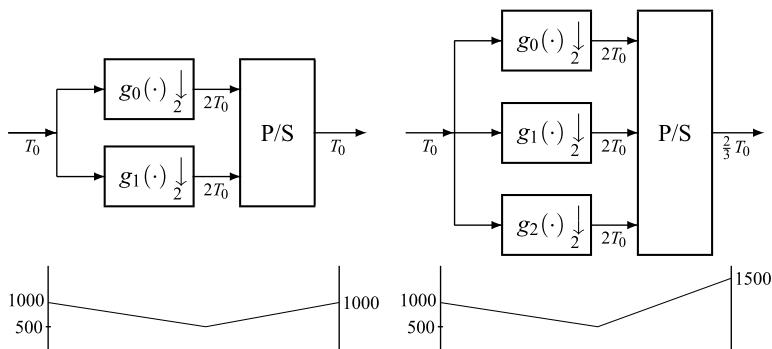 g₀(·) ↓2
2T₀
g₁(·) ↓2
2T₀
T₀
P/S
T₀
g₀(·) ↓2
2T₀
g₁(·) ↓2
2T₀
g₂(·) ↓2
2T₀
T₀
P/S
2/3 T₀
1000
500
1000
1000
500
1500